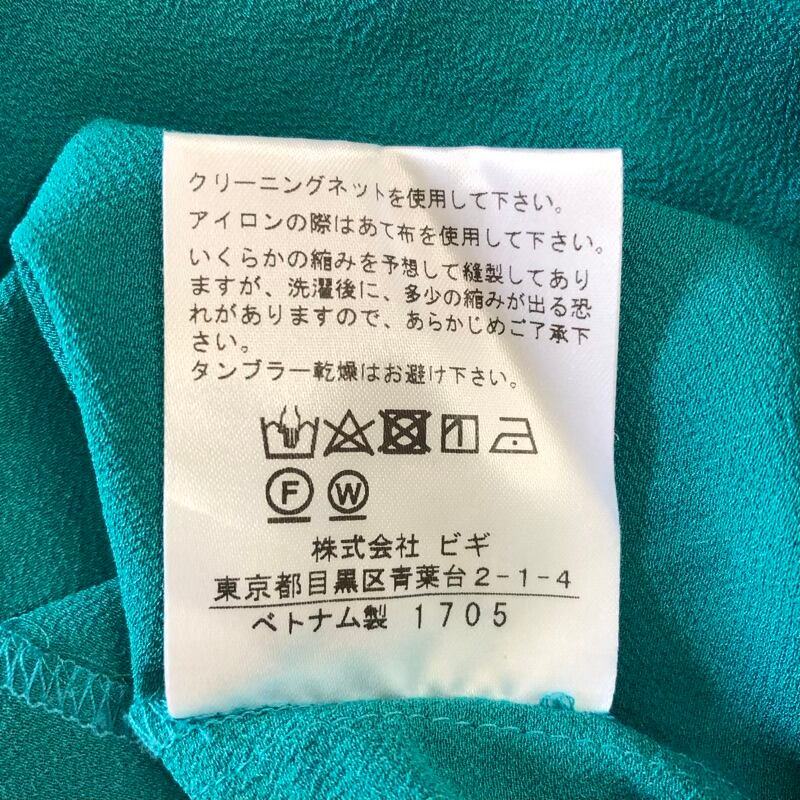 クリーニングネットを使用して下さい。
アイロンの際はあて布を使用して下さい。
いくらかの縮みを予想して縫製してあり
ますが、洗濯後に、多少の縮みが出る恐
れがありますので、あらかじめご了承下
さい。
タンブラー乾燥はお避け下さい。
F W
株式会社 ビギ
東京都目黒区青葉台2-1-4
ベトナム製 1705